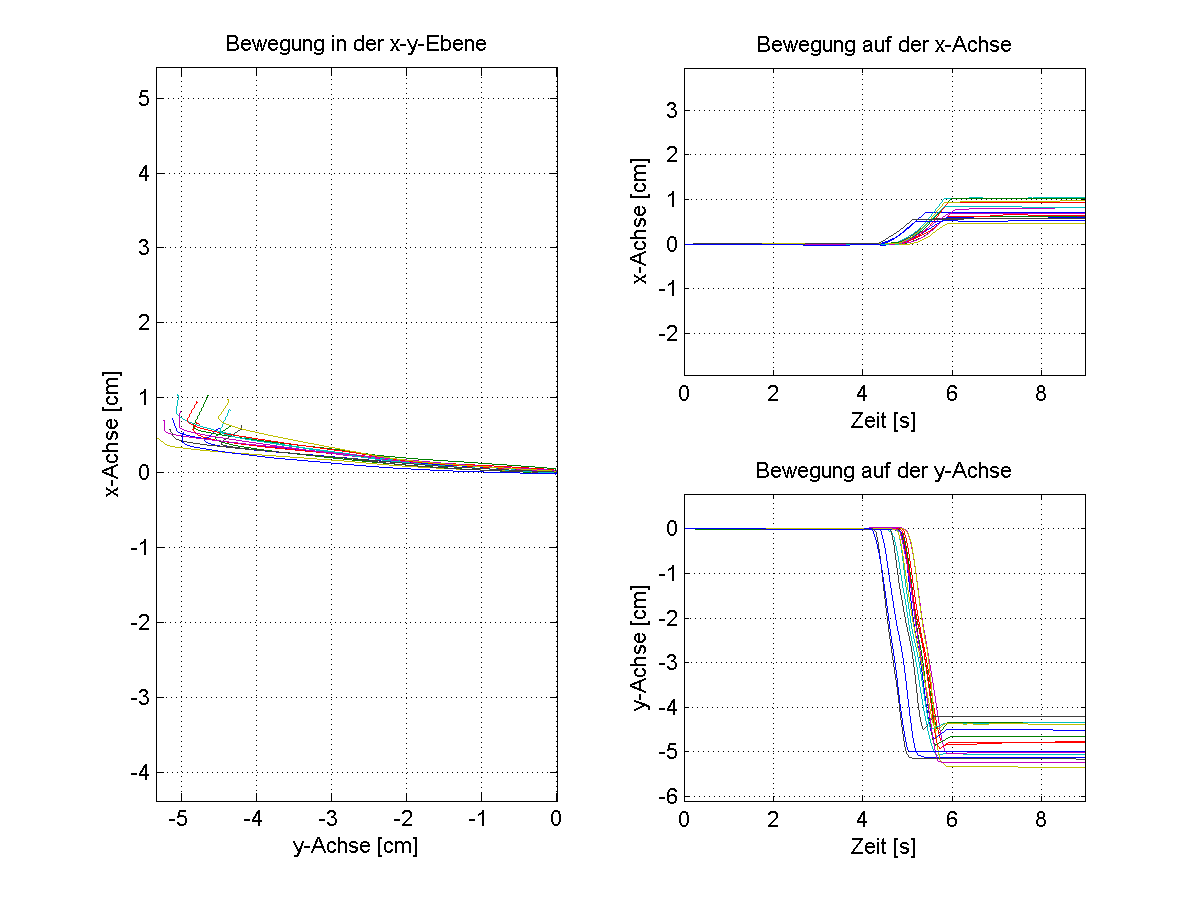 Bewegung in der x-y-Ebene
x-Achse [cm]
5
4
3
2
1
0
-1
-2
-3
-4
-5 -4 -3 -2 -1 0
y-Achse [cm]
Bewegung auf der x-Achse
x-Achse [cm]
3
2
1
0
-1
-2
0 2 4 6 8
Zeit [s]
Bewegung auf der y-Achse
y-Achse [cm]
0
-1
-2
-3
-4
-5
-6
0 2 4 6 8
Zeit [s]